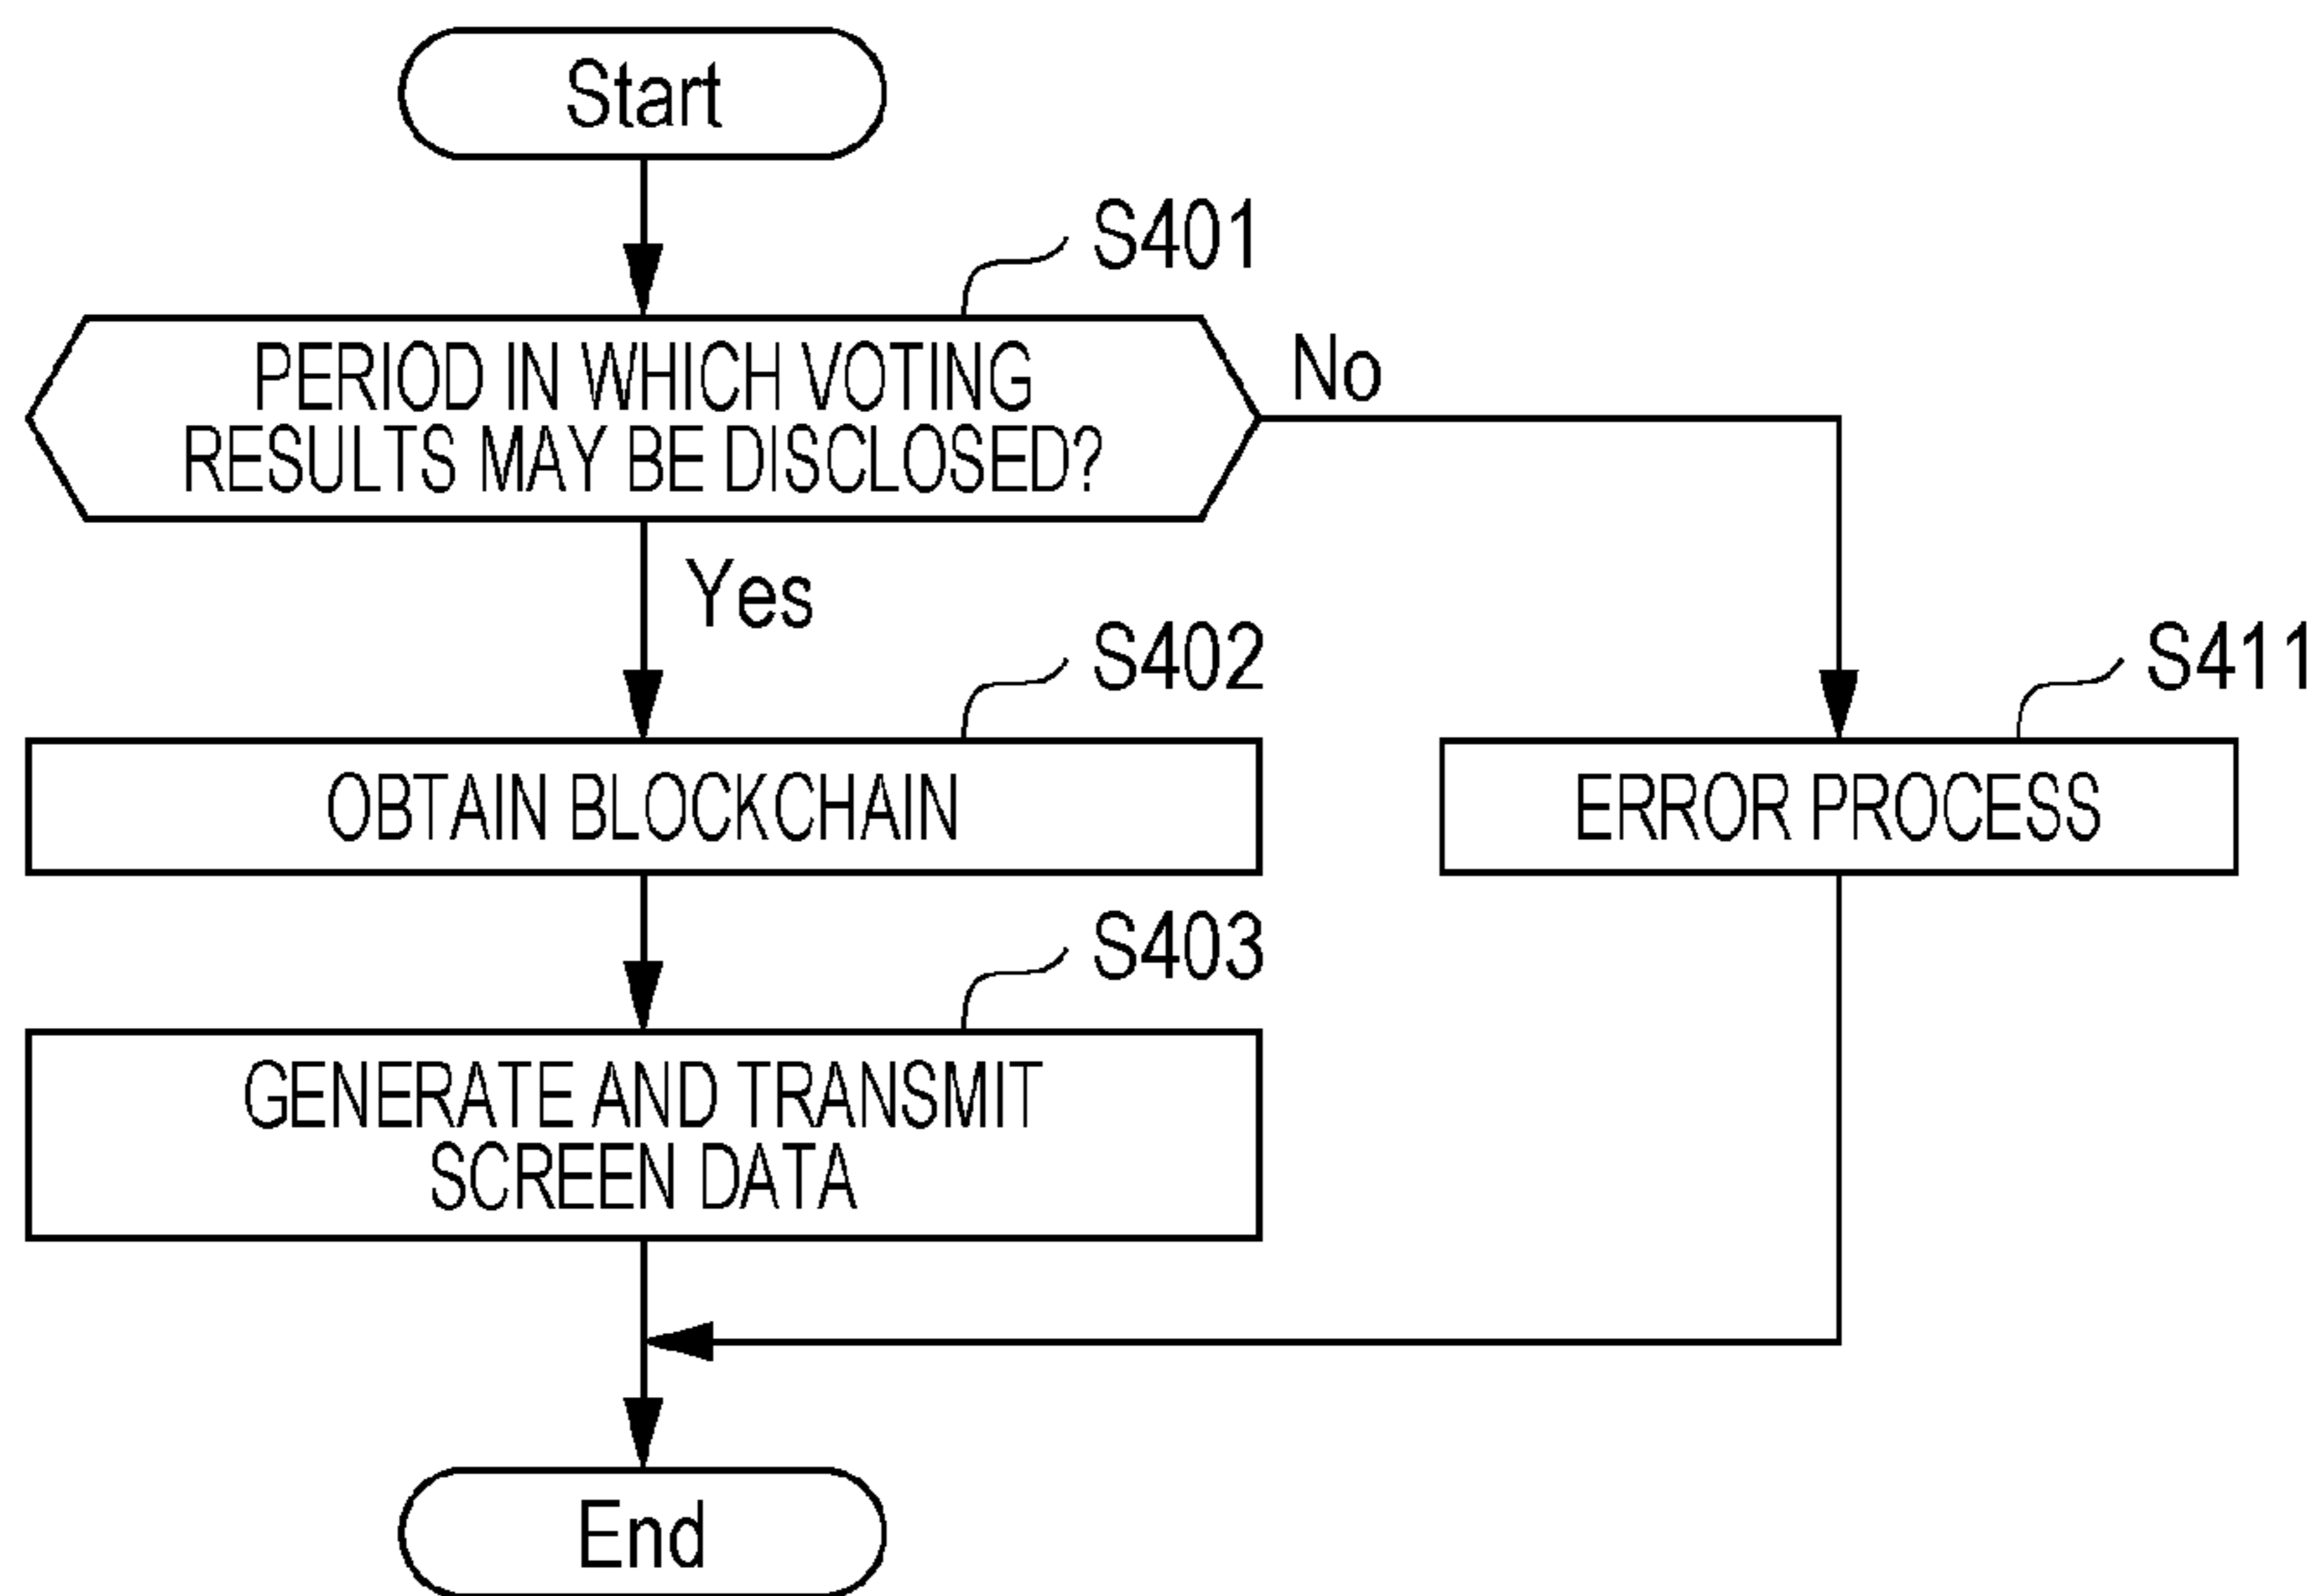 Start
S401
PERIOD IN WHICH VOTING
RESULTS MAY BE DISCLOSED?
No
Yes
S402
S411
OBTAIN BLOCKCHAIN
ERROR PROCESS
S403
GENERATE AND TRANSMIT
SCREEN DATA
End